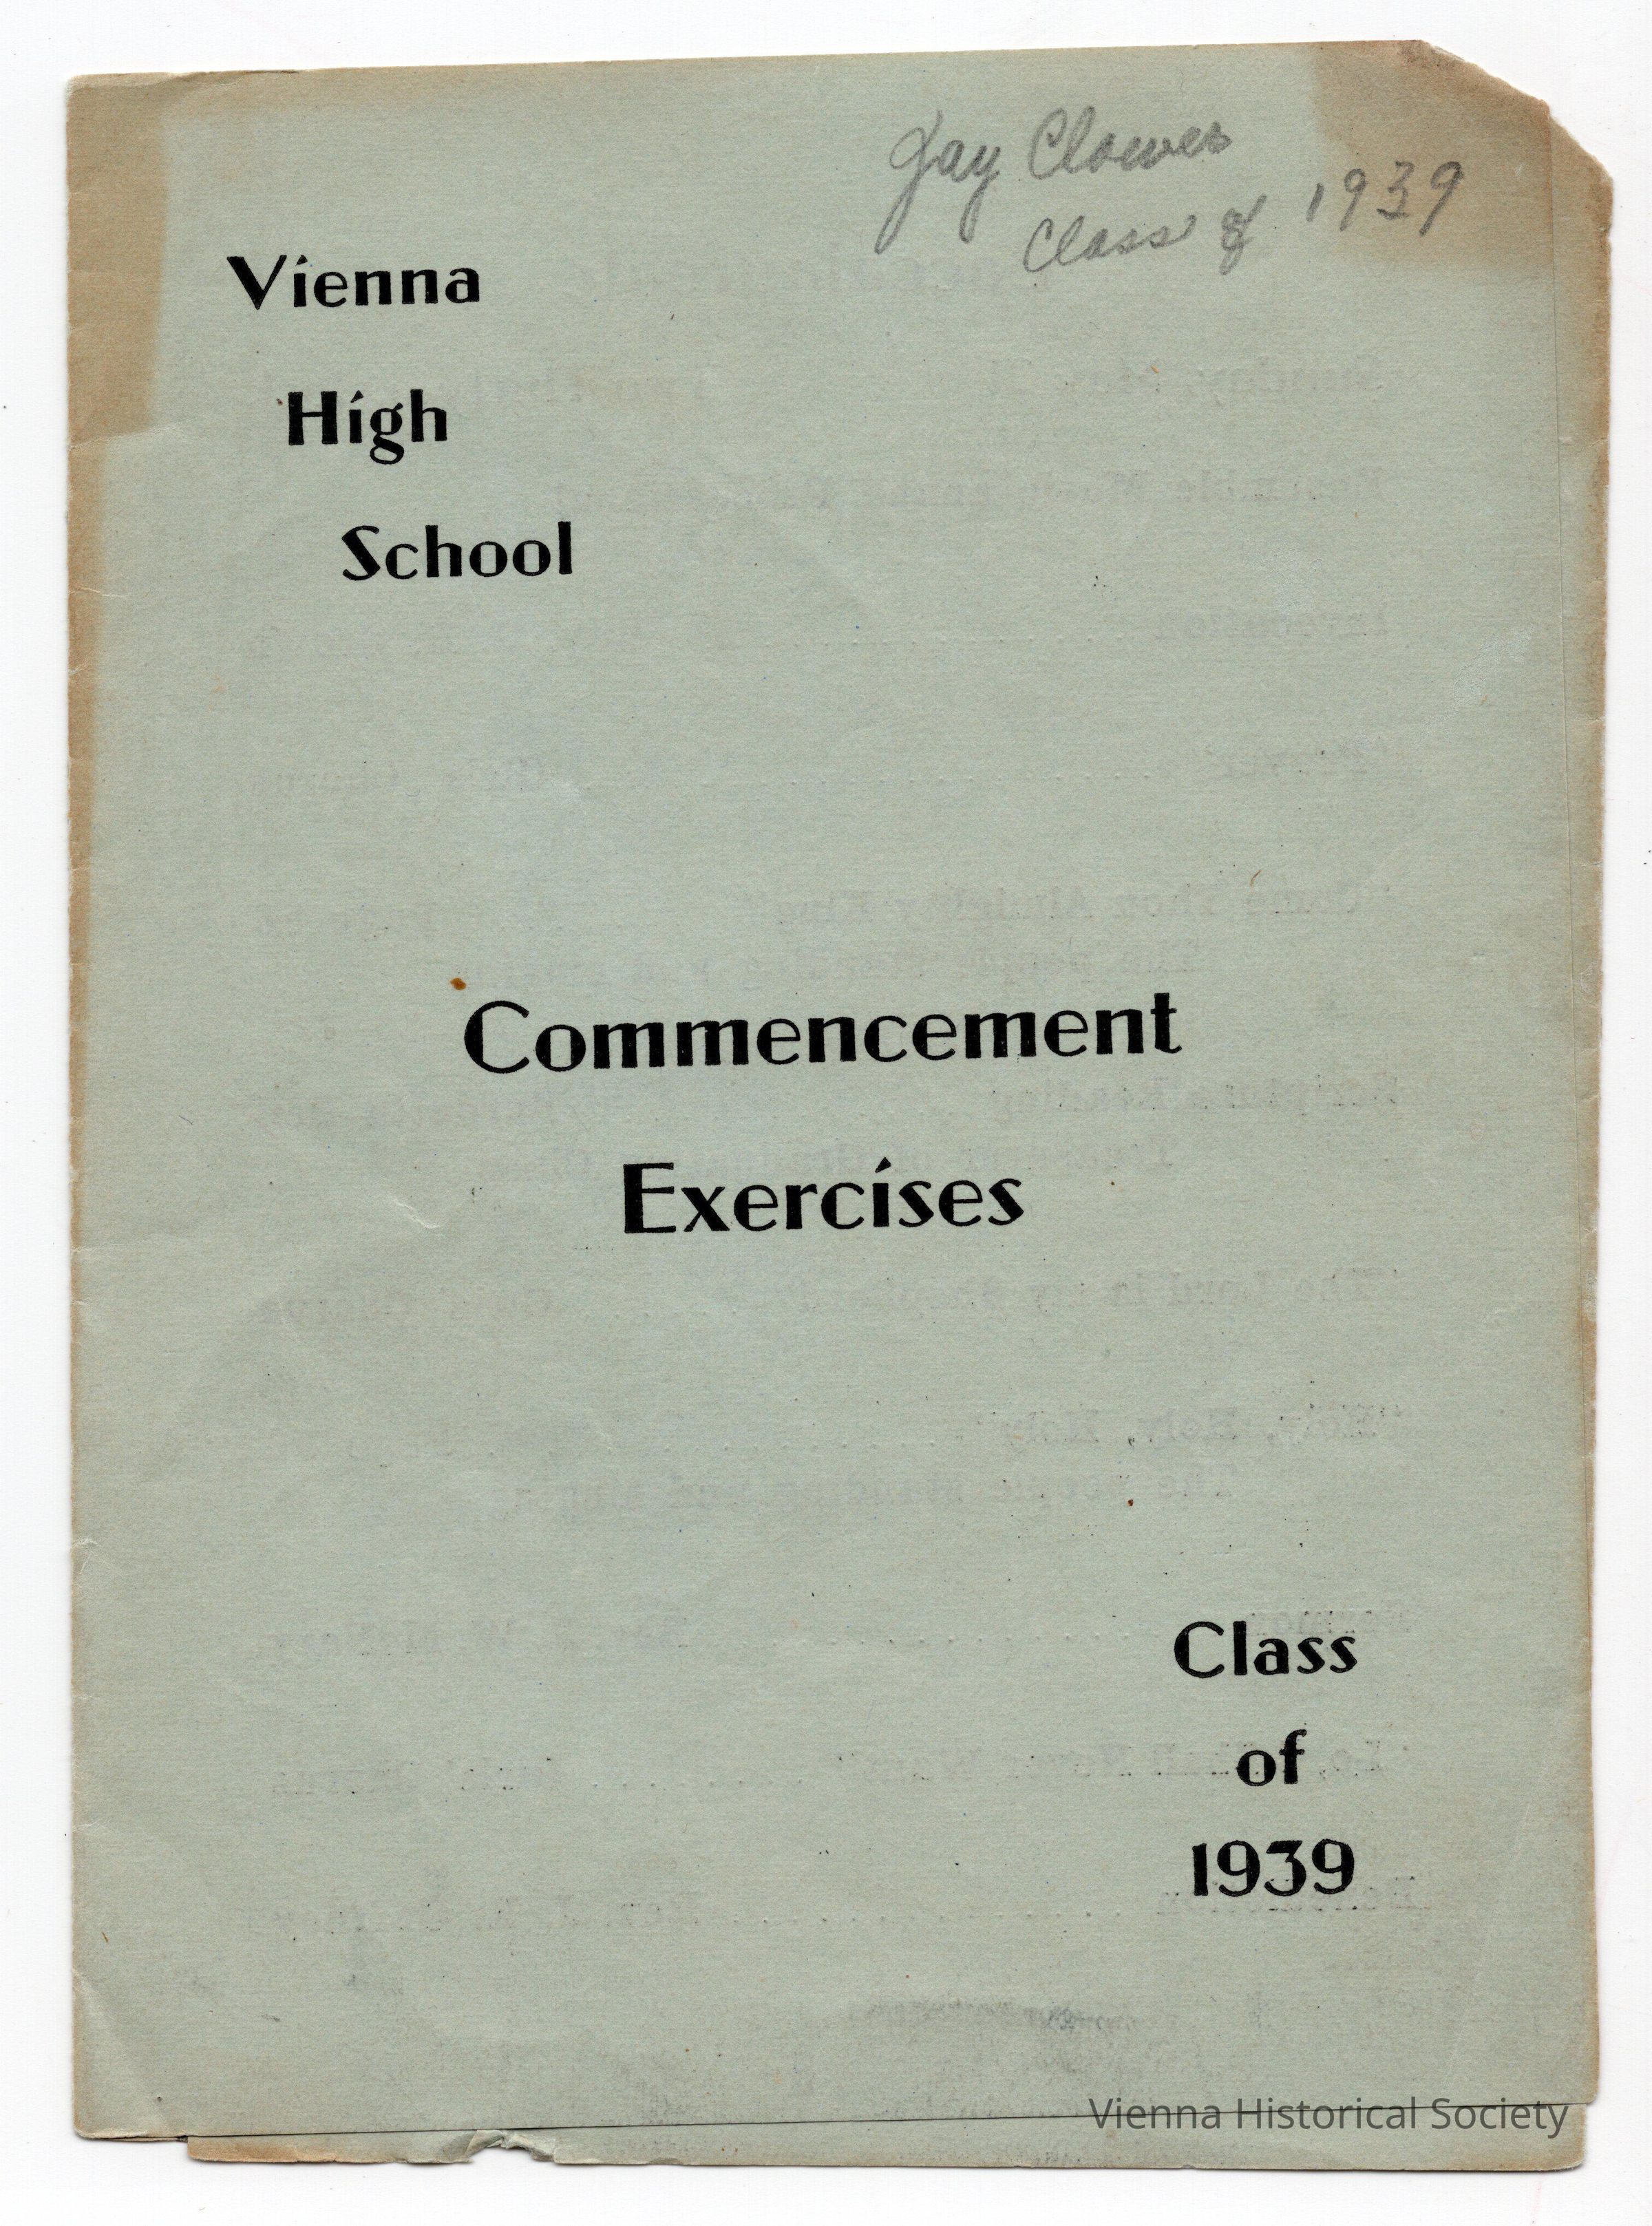 Jay Clower
Class of 1939
Vienna
High
School
Commencement
Exercises
Class
of
1939
Vienna Historical Society